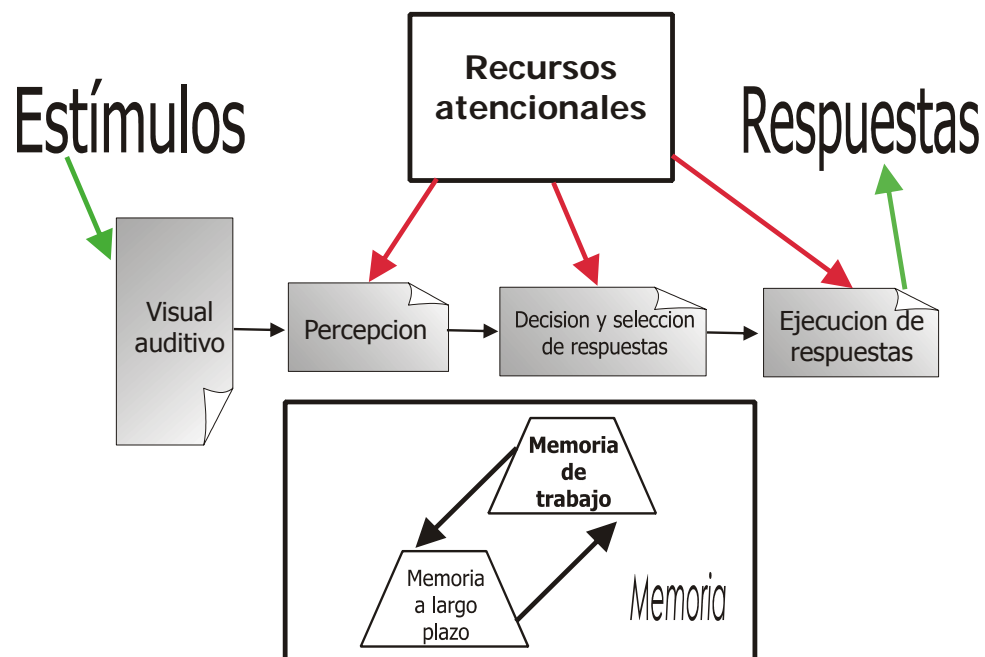 Recursos
atencionales
Estímulos
Respuestas
Visual
auditivo
Percepcion
Decision y seleccion
de respuestas
Ejecucion de
respuestas
Memoria
de
trabajo
Memoria
a largo
plazo
Memoria